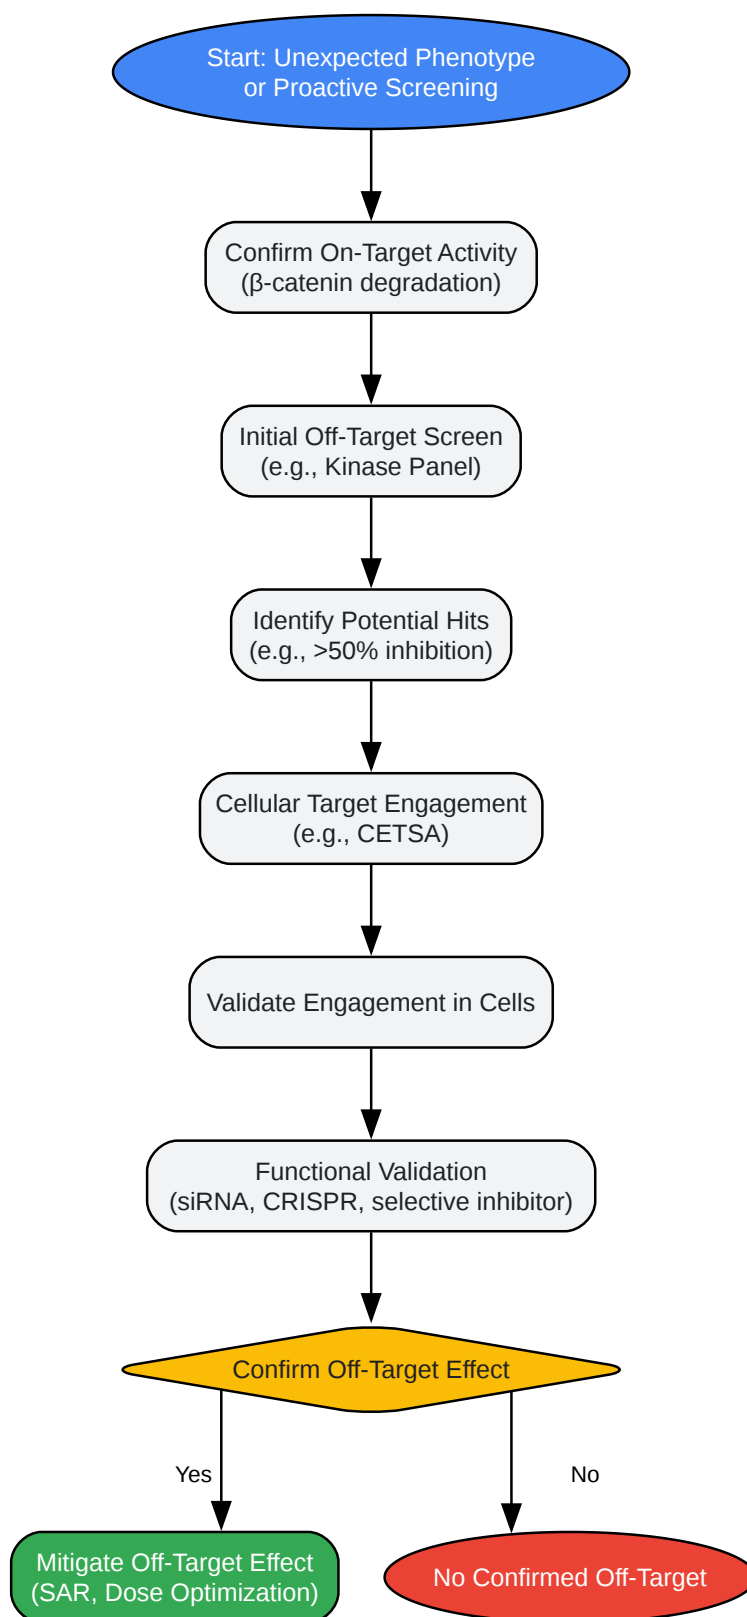 Start: Unexpected Phenotype
or Proactive Screening
Confirm On-Target Activity
(β-catenin degradation)
Initial Off-Target Screen
(e.g., Kinase Panel)
Identify Potential Hits
(e.g., >50% inhibition)
Cellular Target Engagement
(e.g., CETSA)
Validate Engagement in Cells
Functional Validation
(siRNA, CRISPR, selective inhibitor)
Confirm Off-Target Effect
Yes
No
Mitigate Off-Target Effect
(SAR, Dose Optimization)
No Confirmed Off-Target